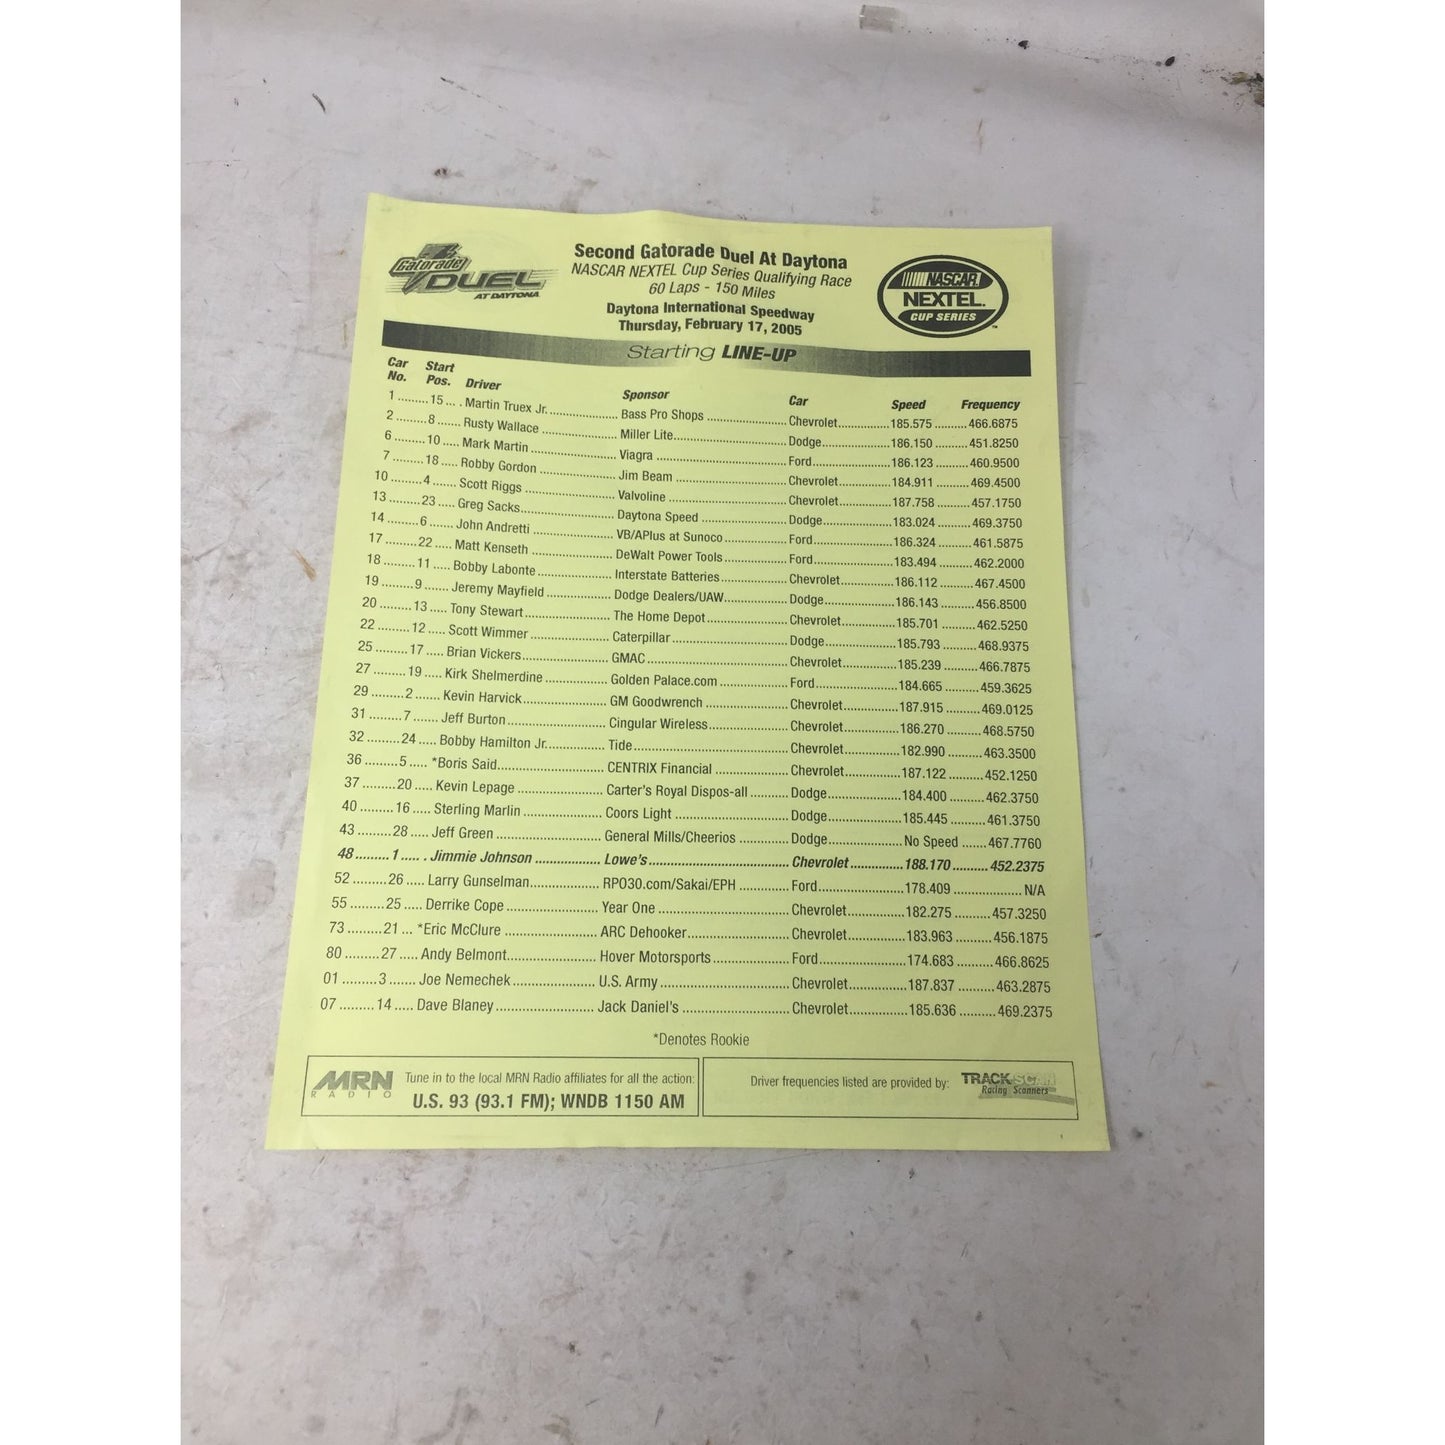 Gatorade DUEL AT DAYTONA
Second Gatorade Duel At Daytona
NASCAR NEXTEL Cup Series Qualifying Race
60 Laps - 150 Miles
Daytona International Speedway
Thursday, February 17, 2005
NASCAR.
NEXTEL.
CUP SERIES
Starting LINE-UP
Car No. Start Pos. Driver Sponsor Car Speed Frequency
1 ......... 15 ... . Martin Truex Jr. .................... Bass Pro Shops ....................... Chevrolet............... 185.575 ......... 466.6875
2 ......... 8 ...... Rusty Wallace ...................... Miller Lite................................. Dodge.................... 186.150 ......... 451.8250
6 ......... 10 ..... Mark Martin ......................... Viagra ...................................... Ford....................... 186.123 ......... 460.9500
7 ......... 18 ..... Robby Gordon ...................... Jim Beam ................................ Chevrolet............... 184.911 ......... 469.4500
10 ......... 4 ...... Scott Riggs .......................... Valvoline .................................. Chevrolet............... 187.758 ......... 457.1750
13 ......... 23 ..... Greg Sacks........................... Daytona Speed ........................ Dodge.................... 183.024 ......... 469.3750
14 ......... 6 ...... John Andretti ....................... VB/APlus at Sunoco ................. Ford....................... 186.324 ......... 461.5875
17 ......... 22 ..... Matt Kenseth ....................... DeWalt Power Tools ................. Ford....................... 183.494 ......... 462.2000
18 ......... 11 ..... Bobby Labonte ..................... Interstate Batteries................... Chevrolet............... 186.112 ......... 467.4500
19 ......... 9 ...... Jeremy Mayfield ................... Dodge Dealers/UAW................. Dodge.................... 186.143 ......... 456.8500
20 ......... 13 ..... Tony Stewart ........................ The Home Depot...................... Chevrolet............... 185.701 ......... 462.5250
22 ......... 12 ..... Scott Wimmer ...................... Caterpillar ................................ Dodge.................... 185.793 ......... 468.9375
25 ......... 17 ..... Brian Vickers........................ GMAC ...................................... Chevrolet............... 185.239 ......... 466.7875
27 ......... 19 ..... Kirk Shelmerdine ................. Golden Palace.com .................. Ford....................... 184.665 ......... 459.3625
29 ......... 2 ...... Kevin Harvick....................... GM Goodwrench ...................... Chevrolet............... 187.915 ......... 469.0125
31 ......... 7 ...... Jeff Burton ........................... Cingular Wireless..................... Chevrolet............... 186.270 ......... 468.5750
32 ......... 24 ..... Bobby Hamilton Jr................ Tide.......................................... Chevrolet............... 182.990 ......... 463.3500
36 ......... 5 ..... *Boris Said............................ CENTRIX Financial ................... Chevrolet............... 187.122 ......... 452.1250
37 ......... 20 ..... Kevin Lepage ....................... Carter's Royal Dispos-all .......... Dodge.................... 184.400 ......... 462.3750
40 ......... 16 ..... Sterling Marlin ..................... Coors Light .............................. Dodge.................... 185.445 ......... 461.3750
43 ......... 28 ..... Jeff Green ............................ General Mills/Cheerios ............. Dodge.................... No Speed ...... 467.7760
48 ......... 1 ..... . Jimmie Johnson ................ Lowe's ..................................... Chevrolet............... 188.170 ......... 452.2375
52 ......... 26 ..... Larry Gunselman.................. RPO30.com/Sakai/EPH ............. Ford....................... 178.409 ................. N/A
55 ......... 25 ..... Derrike Cope ........................ Year One .................................. Chevrolet............... 182.275 ......... 457.3250
73 ......... 21 ... *Eric McClure ........................ ARC Dehooker.......................... Chevrolet............... 183.963 ......... 456.1875
80 ......... 27 ..... Andy Belmont....................... Hover Motorsports ................... Ford....................... 174.683 ......... 466.8625
01 ......... 3 ...... Joe Nemechek ..................... U.S. Army ................................ Chevrolet............... 187.837 ......... 463.2875
07 ......... 14 ..... Dave Blaney ......................... Jack Daniel's ........................... Chevrolet............... 185.636 ......... 469.2375
*Denotes Rookie
MRN RADIO
Tune in to the local MRN Radio affiliates for all the action:
U.S. 93 (93.1 FM); WNDB 1150 AM
Driver frequencies listed are provided by:
TRACK SCAN
Racing Scanners